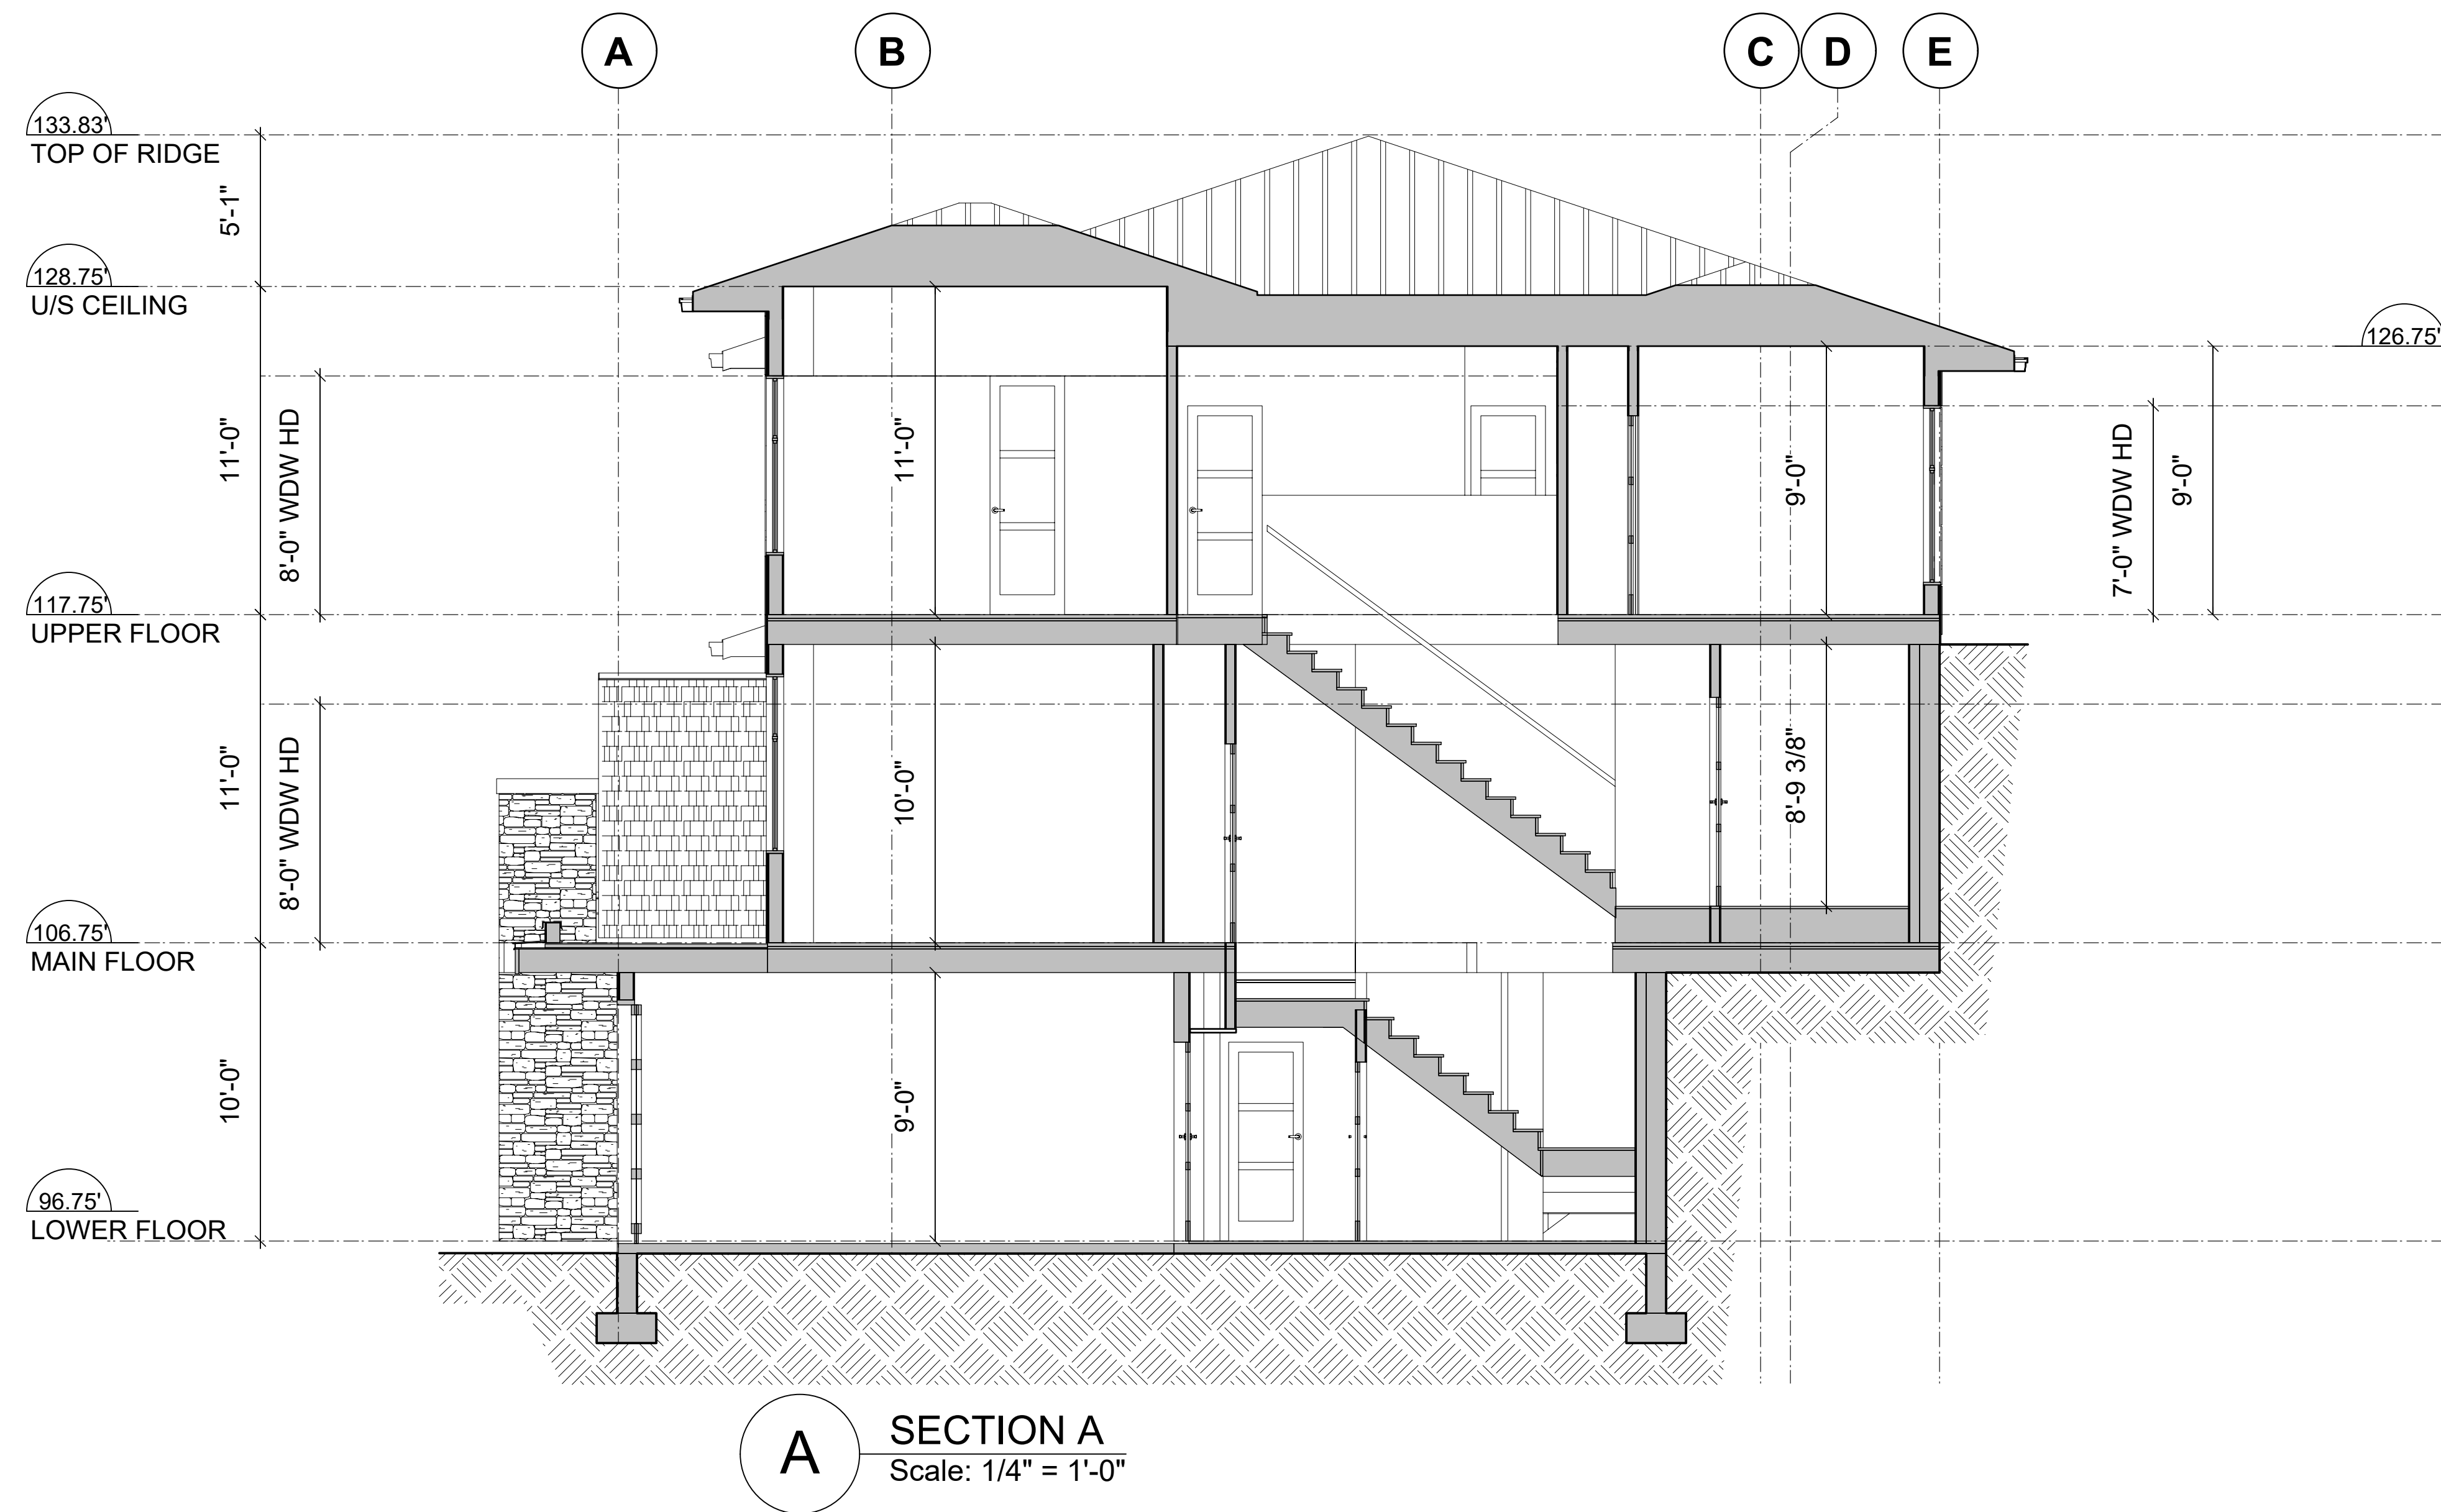 A
B
C
D
E
133.83'
TOP OF RIDGE
5'-1"
128.75'
U/S CEILING
126.75'
11'-0"
8'-0" WDW HD
11'-0"
9'-0"
7'-0" WDW HD
9'-0"
117.75'
UPPER FLOOR
11'-0"
8'-0" WDW HD
10'-0"
8'-9 3/8"
106.75'
MAIN FLOOR
10'-0"
9'-0"
96.75'
LOWER FLOOR
A
SECTION A
Scale: 1/4" = 1'-0"